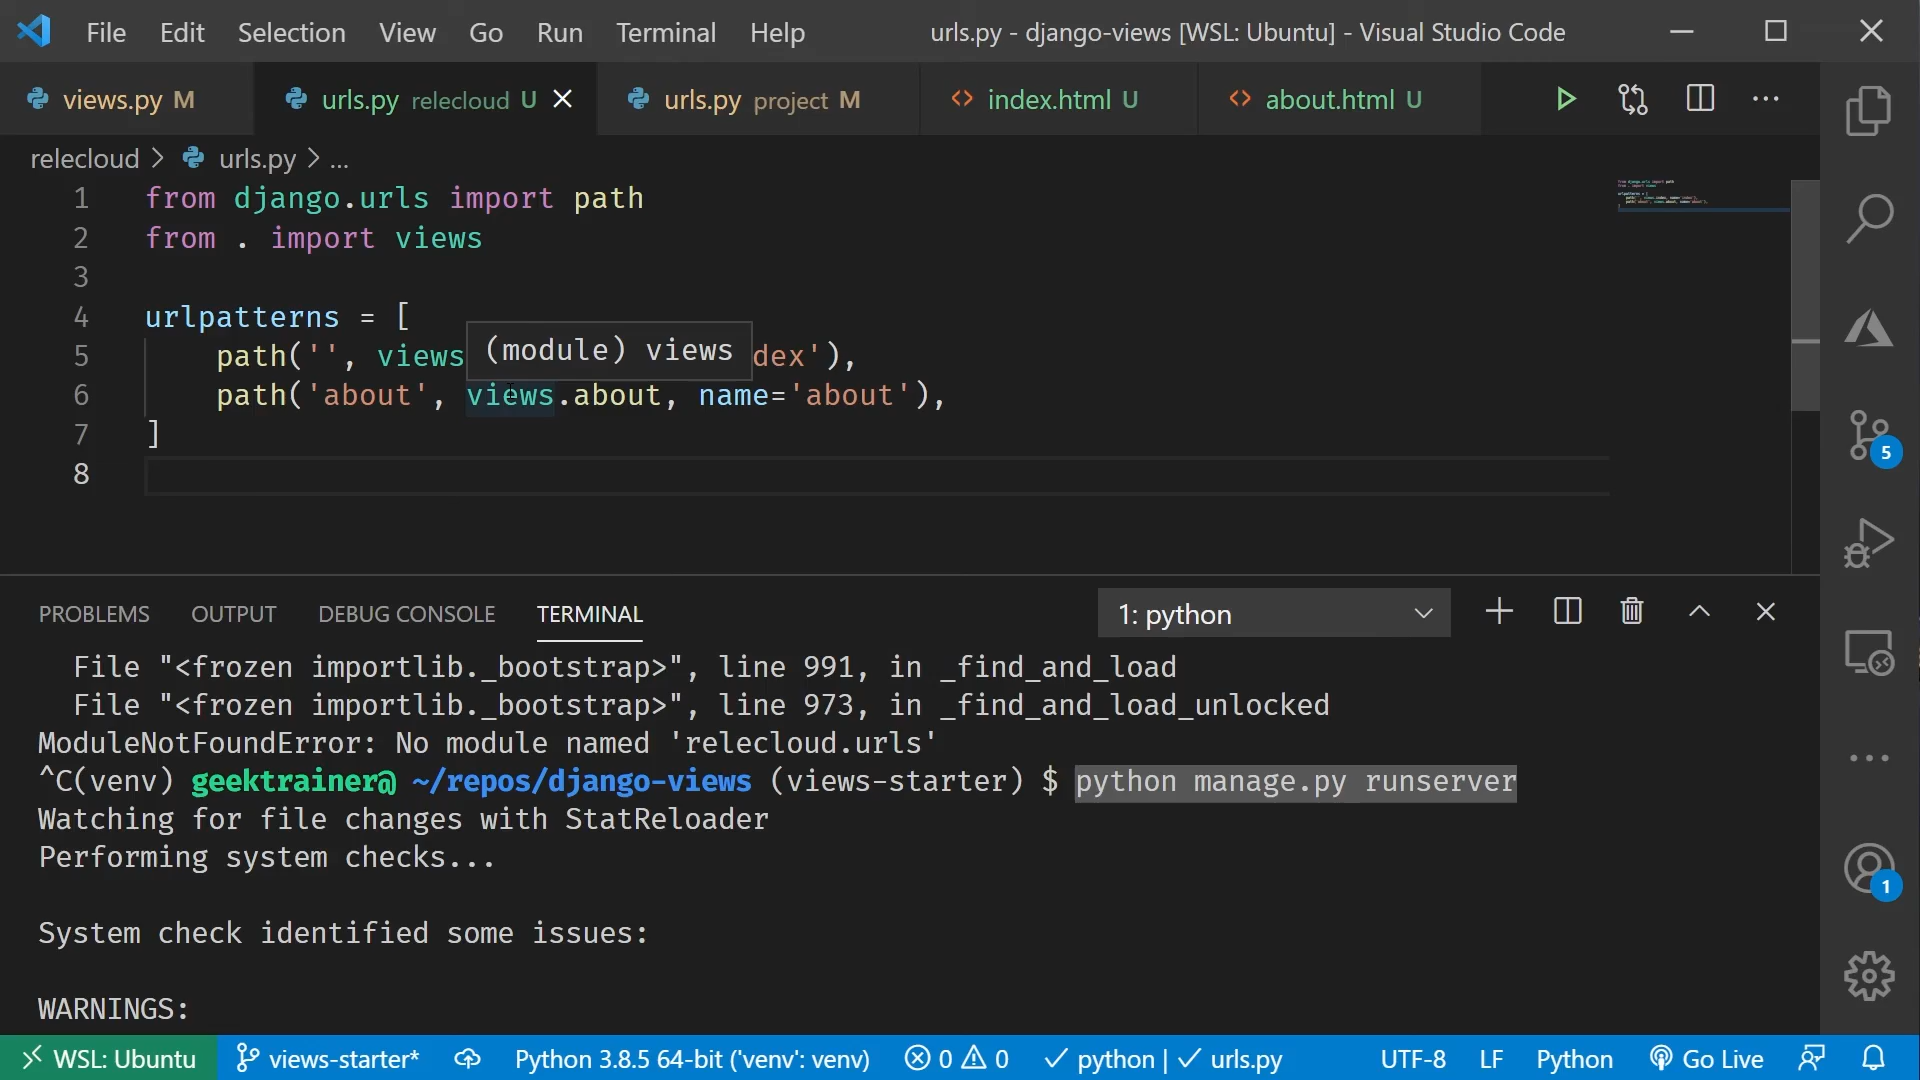 File Edit Selection View Go Run Terminal Help urls.py - django-views [WSL: Ubuntu] - Visual Studio Code
views.py M urls.py relecloud U urls.py project M index.html U about.html U
relecloud > urls.py > ...
1 from django.urls import path
2 from . import views
3
4 urlpatterns = [
(module) views
5 path('', views dex'),
6 path('about', views.about, name='about'),
7 ]
8
5
PROBLEMS OUTPUT DEBUG CONSOLE TERMINAL 1: python
File "<frozen importlib._bootstrap>", line 991, in _find_and_load
File "<frozen importlib._bootstrap>", line 973, in _find_and_load_unlocked
ModuleNotFoundError: No module named 'relecloud.urls'
^C(venv) geektrainer@ ~/repos/django-views (views-starter) $ python manage.py runserver
Watching for file changes with StatReloader
Performing system checks...
1
System check identified some issues:
WARNINGS:
WSL: Ubuntu views-starter* Python 3.8.5 64-bit ('venv': venv) 0 0 python | urls.py UTF-8 LF Python Go Live